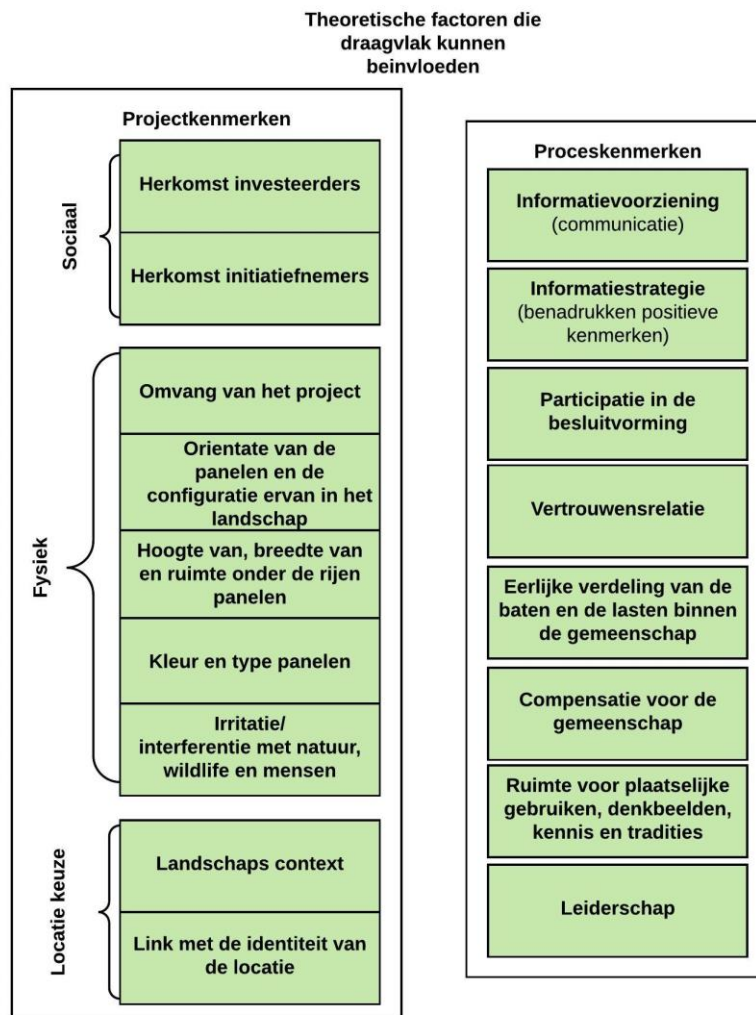 Theoretische factoren die
draagvlak kunnen
beinvloeden
Projectkenmerken
Sociaal
Herkomst investeerders
Herkomst initiatiefnemers
Fysiek
Omvang van het project
Orientate van de
panelen en de
configuratie ervan in het
landschap
Hoogte van, breedte van
en ruimte onder de rijen
panelen
Kleur en type panelen
Irritatie/
interferentie met natuur,
wildlife en mensen
Locatie keuze
Landschaps context
Link met de identiteit van
de locatie
Proceskenmerken
Informatievoorziening
(communicatie)
Informatiestrategie
(benadrukken positieve
kenmerken)
Participatie in de
besluitvorming
Vertrouwensrelatie
Eerlijke verdeling van de
baten en de lasten binnen
de gemeenschap
Compensatie voor de
gemeenschap
Ruimte voor plaatselijke
gebruiken, denkbeelden,
kennis en tradities
Leiderschap